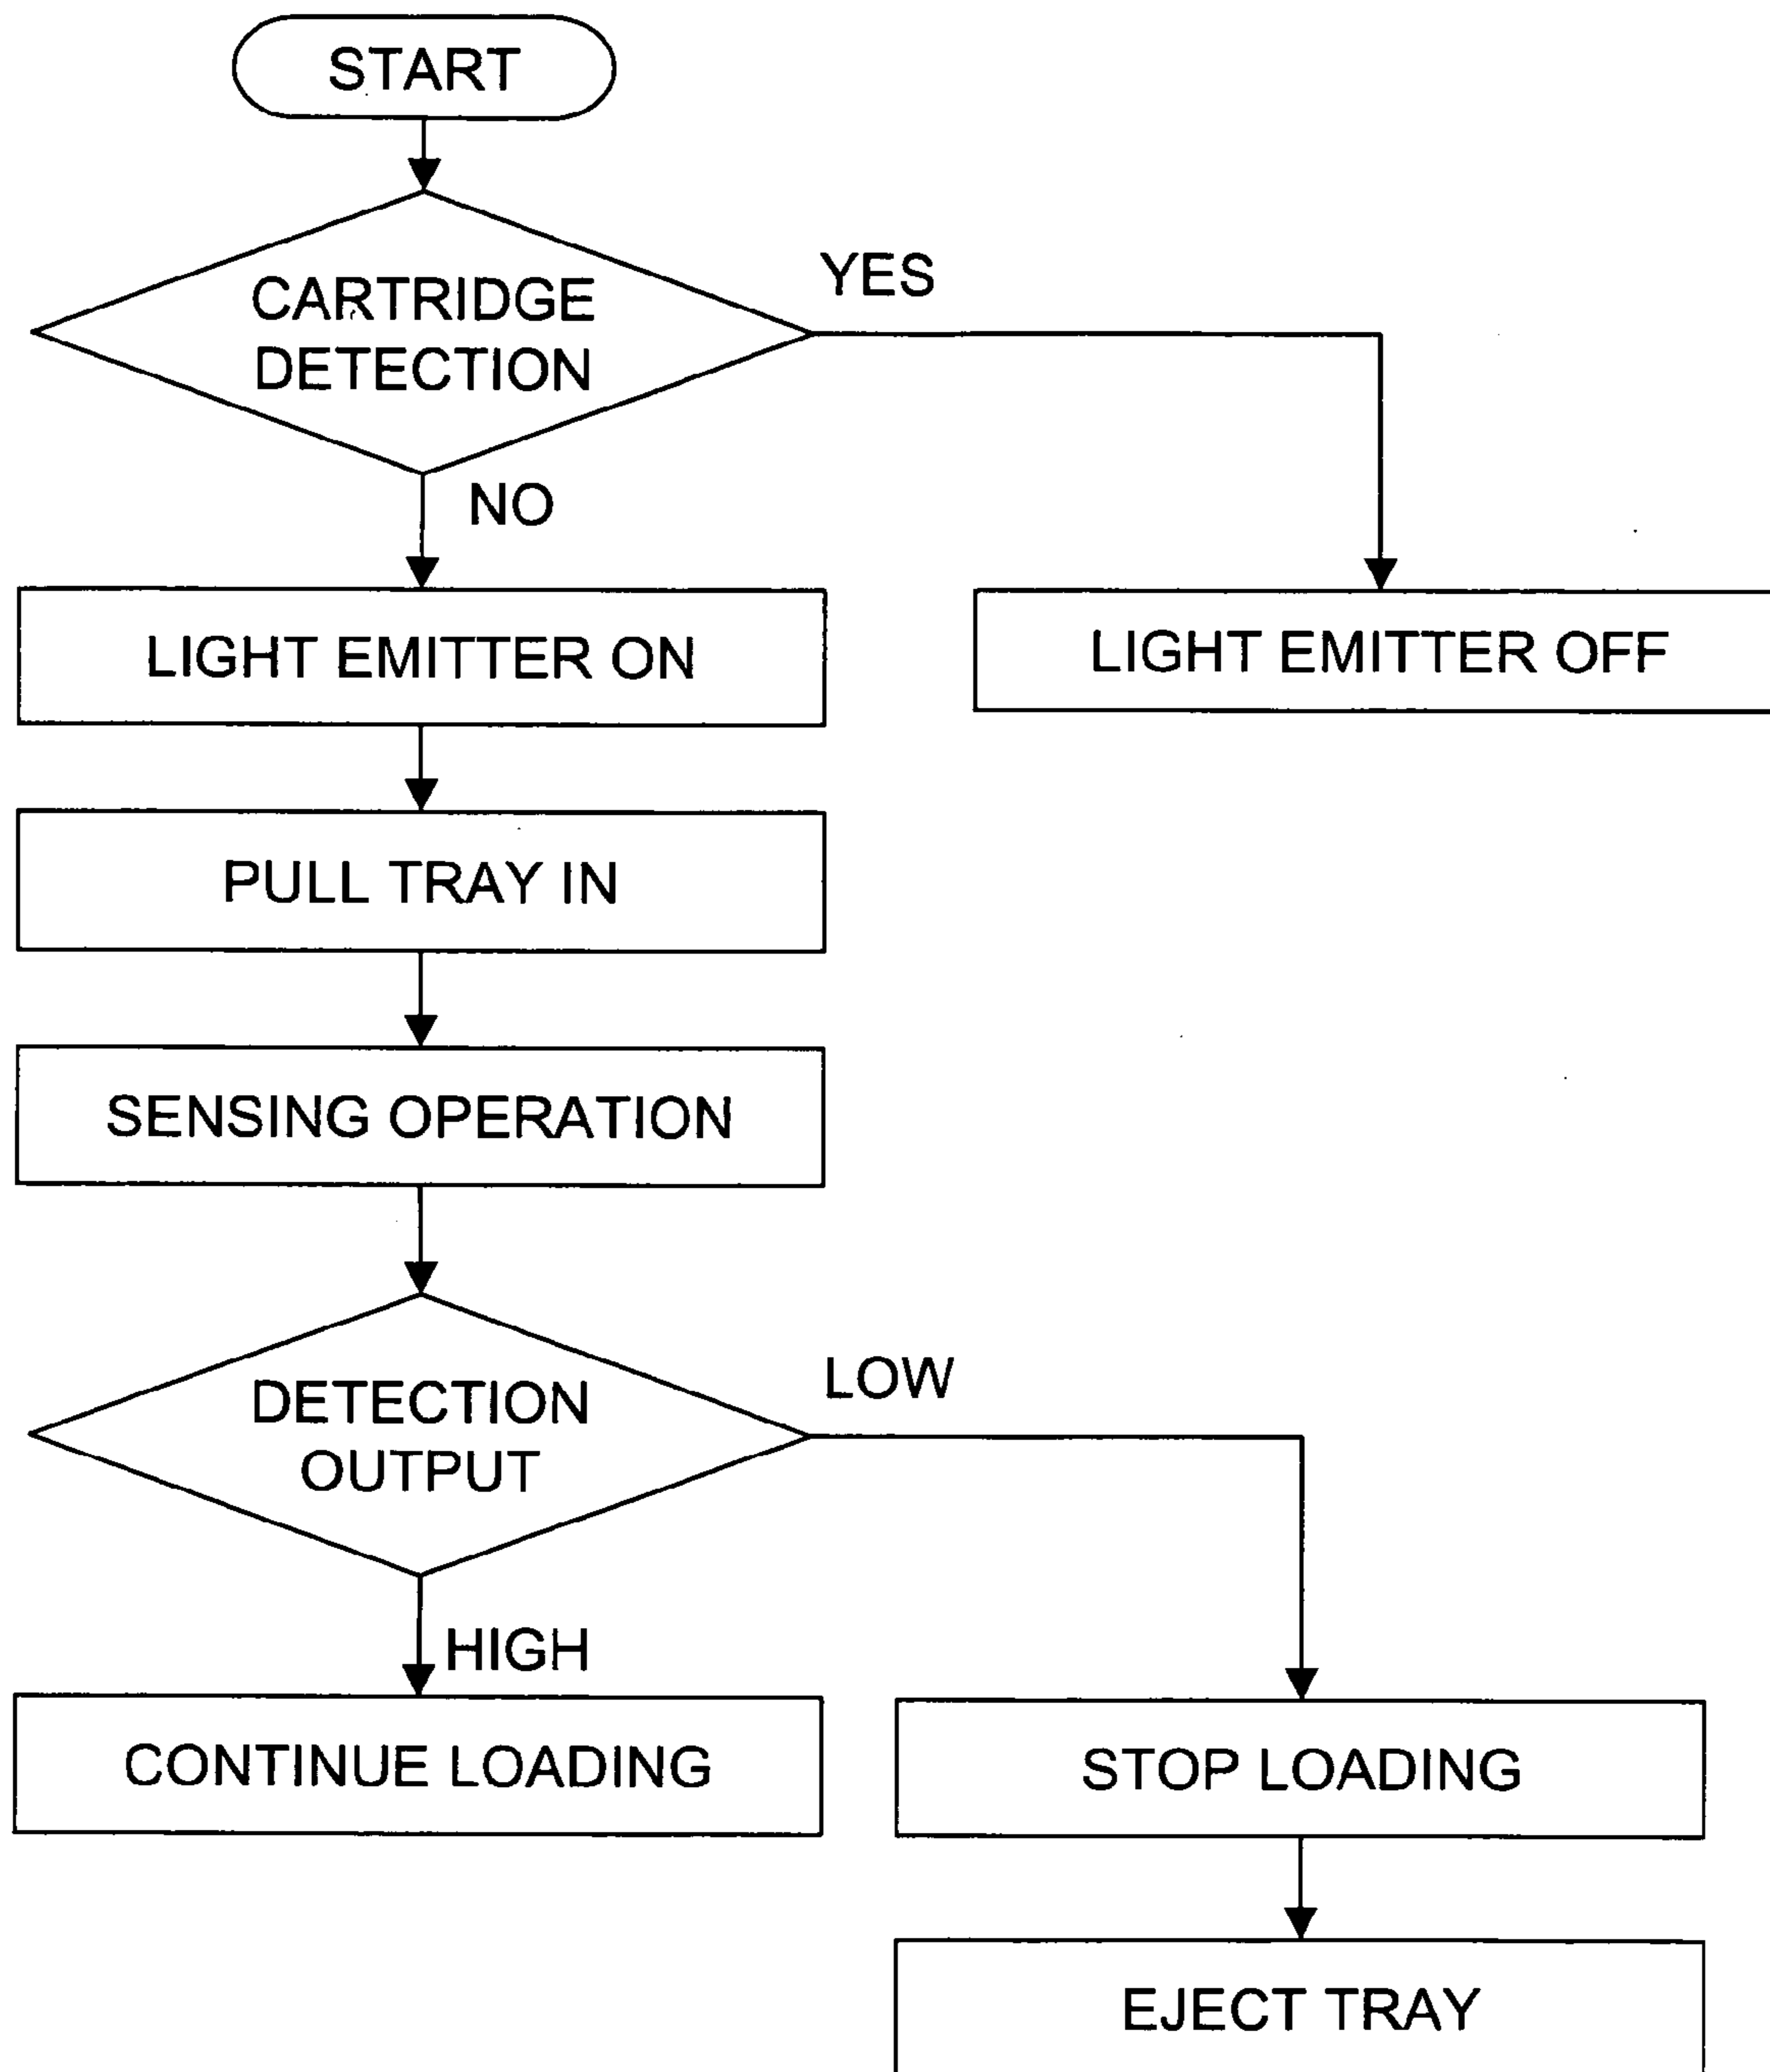 START
CARTRIDGE
DETECTION
YES
NO
LIGHT EMITTER ON
LIGHT EMITTER OFF
PULL TRAY IN
SENSING OPERATION
DETECTION
OUTPUT
LOW
HIGH
CONTINUE LOADING
STOP LOADING
EJECT TRAY